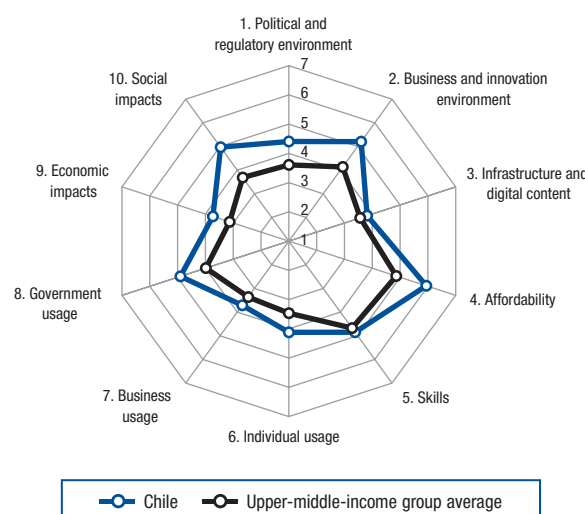 1. Political and
regulatory environment
2. Business and innovation
environment
3. Infrastructure and
digital content
4. Affordability
5. Skills
6. Individual usage
7. Business
usage
8. Government
usage
9. Economic
impacts
10. Social
impacts
7
6
5
4
3
2
1
Chile
Upper-middle-income group average